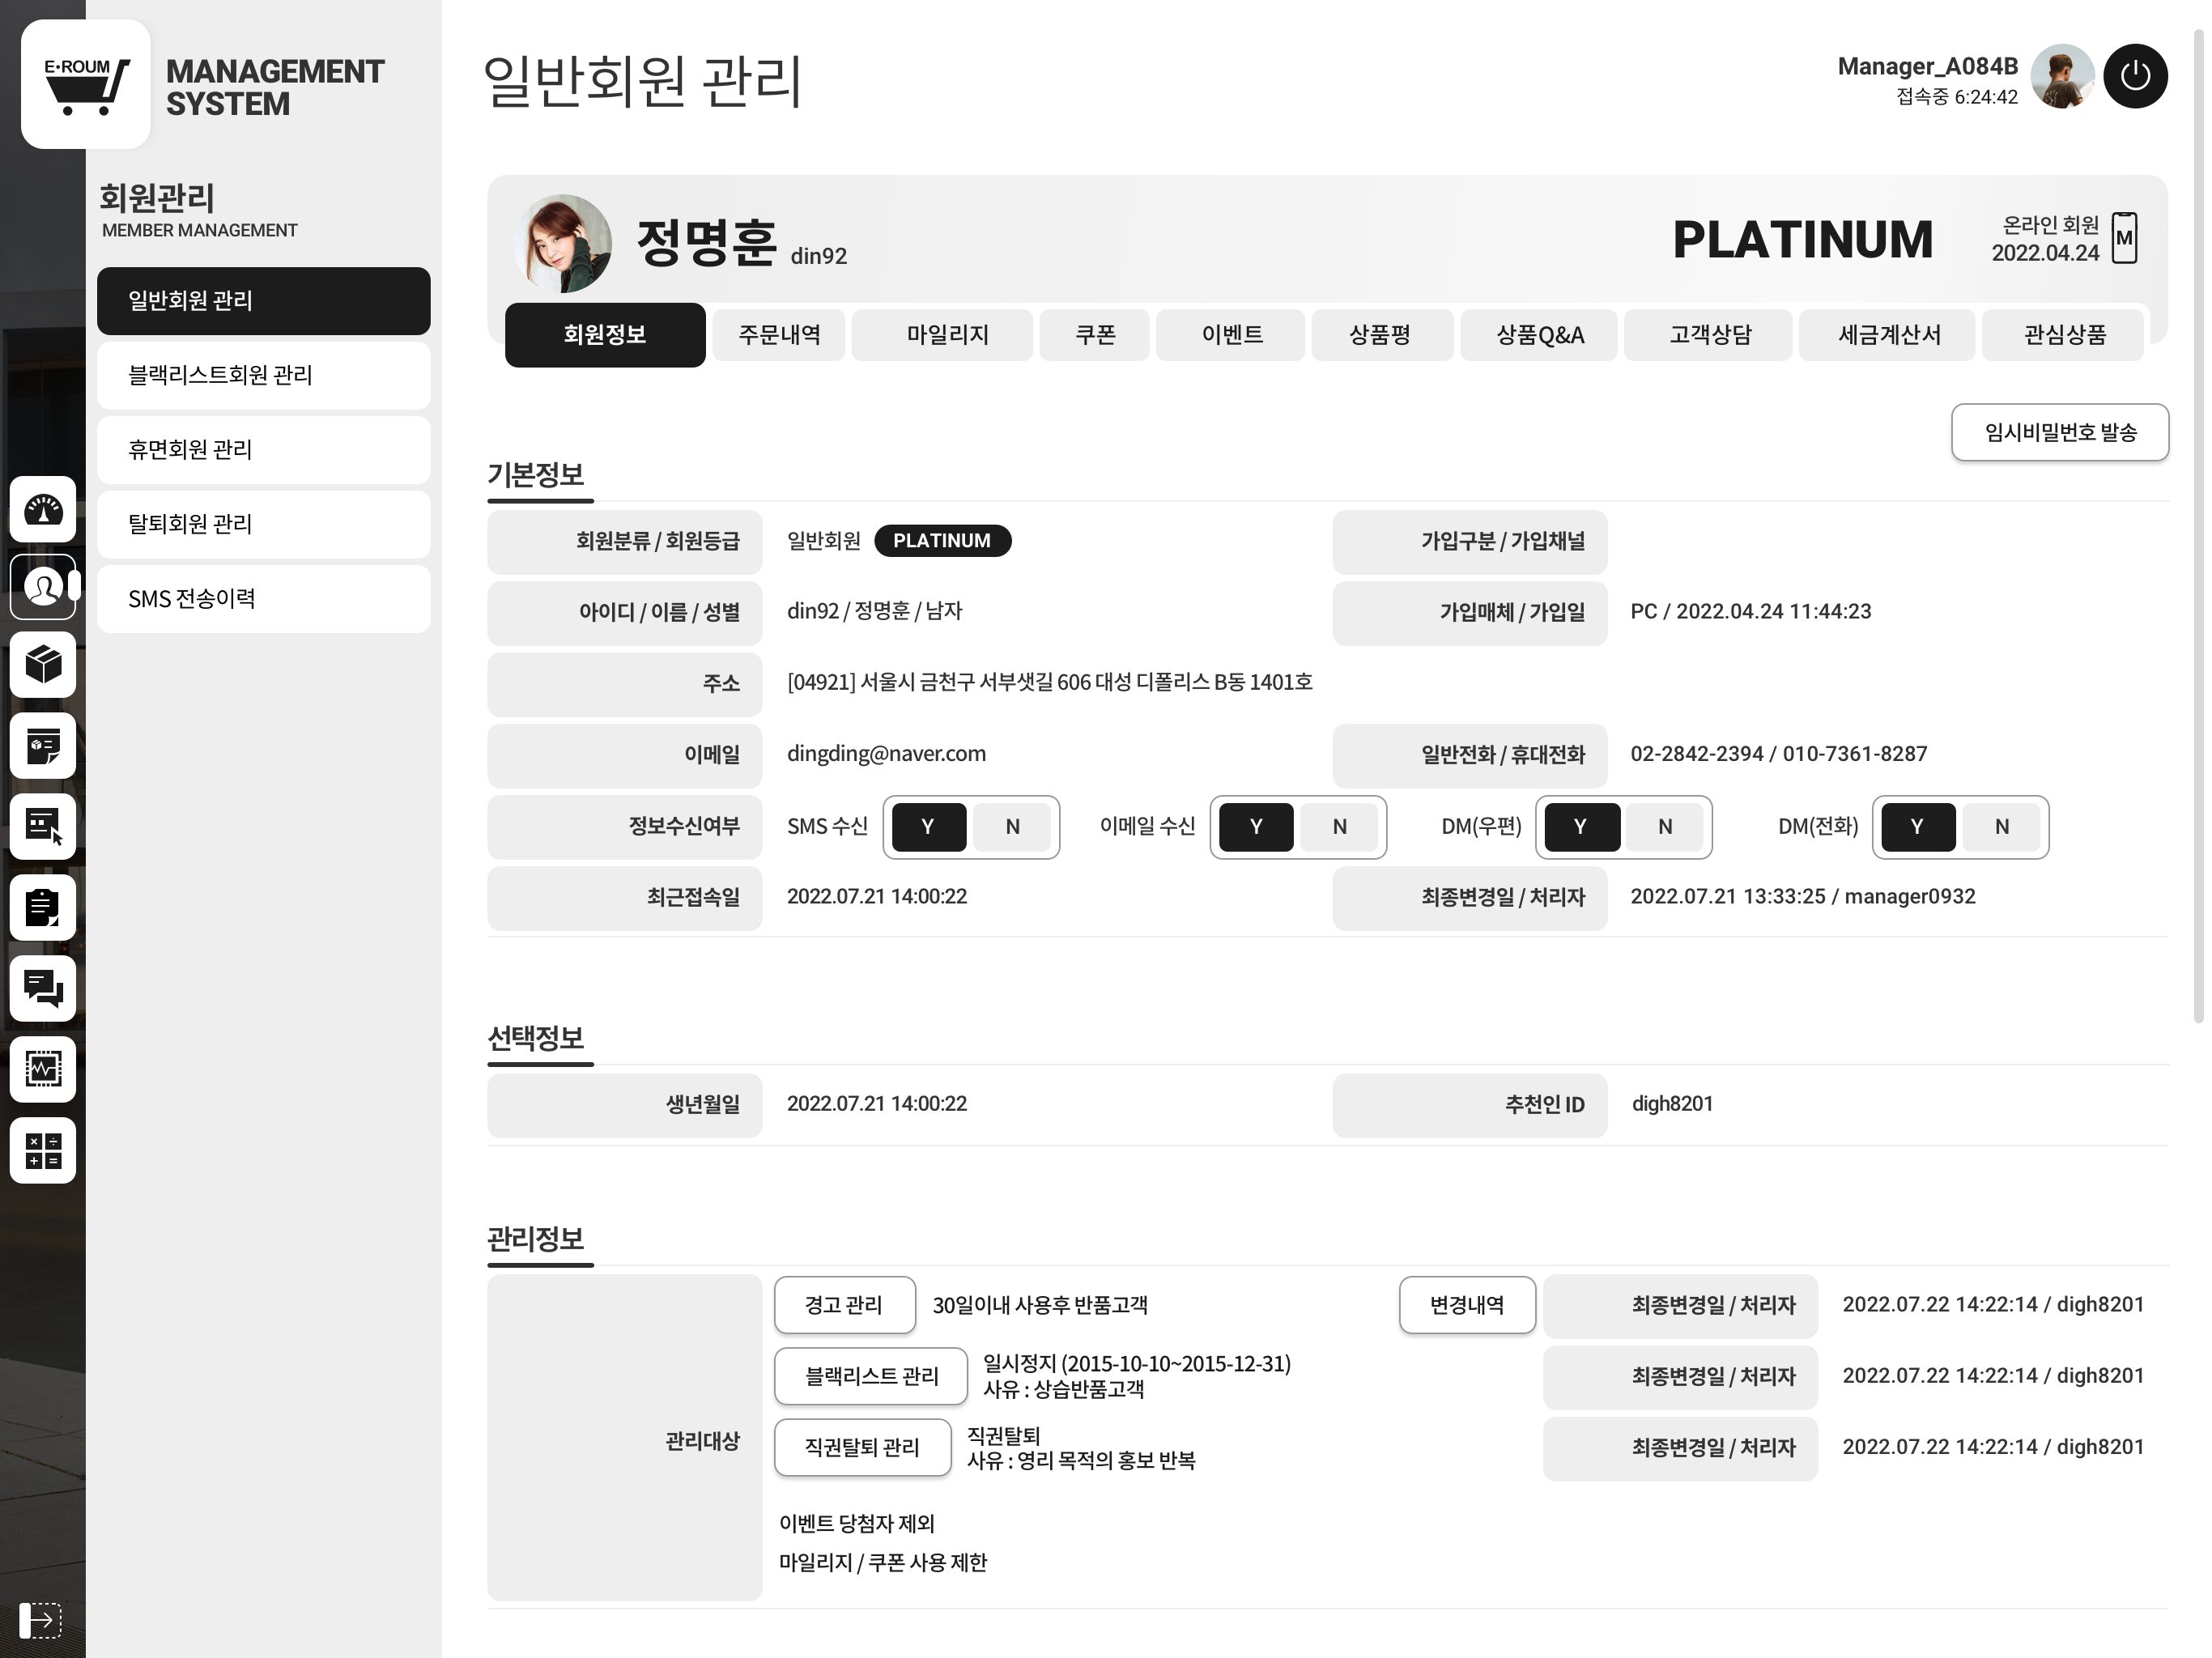 E·ROUM
MANAGEMENT
SYSTEM
회원관리
MEMBER MANAGEMENT
일반회원 관리
블랙리스트회원 관리
휴면회원 관리
탈퇴회원 관리
SMS 전송이력
일반회원 관리
Manager_A084B
접속중 6:24:42
정명훈 din92
PLATINUM
온라인 회원
2022.04.24
M
회원정보 주문내역 마일리지 쿠폰 이벤트 상품평 상품Q&A 고객상담 세금계산서 관심상품
임시비밀번호 발송
기본정보
회원분류 / 회원등급 일반회원 PLATINUM 가입구분 / 가입채널
아이디 / 이름 / 성별 din92 / 정명훈 / 남자 가입매체 / 가입일 PC / 2022.04.24 11:44:23
주소 [04921] 서울시 금천구 서부샛길 606 대성 디폴리스 B동 1401호
이메일 dingding@naver.com 일반전화 / 휴대전화 02-2842-2394 / 010-7361-8287
정보수신여부 SMS 수신 Y N 이메일 수신 Y N DM(우편) Y N DM(전화) Y N
최근접속일 2022.07.21 14:00:22 최종변경일 / 처리자 2022.07.21 13:33:25 / manager0932
선택정보
생년월일 2022.07.21 14:00:22 추천인 ID digh8201
관리정보
관리대상
경고 관리 30일이내 사용후 반품고객 변경내역 최종변경일 / 처리자 2022.07.22 14:22:14 / digh8201
블랙리스트 관리 일시정지 (2015-10-10~2015-12-31)
사유 : 상습반품고객
최종변경일 / 처리자 2022.07.22 14:22:14 / digh8201
직권탈퇴 관리 직권탈퇴
사유 : 영리 목적의 홍보 반복
최종변경일 / 처리자 2022.07.22 14:22:14 / digh8201
이벤트 당첨자 제외
마일리지 / 쿠폰 사용 제한